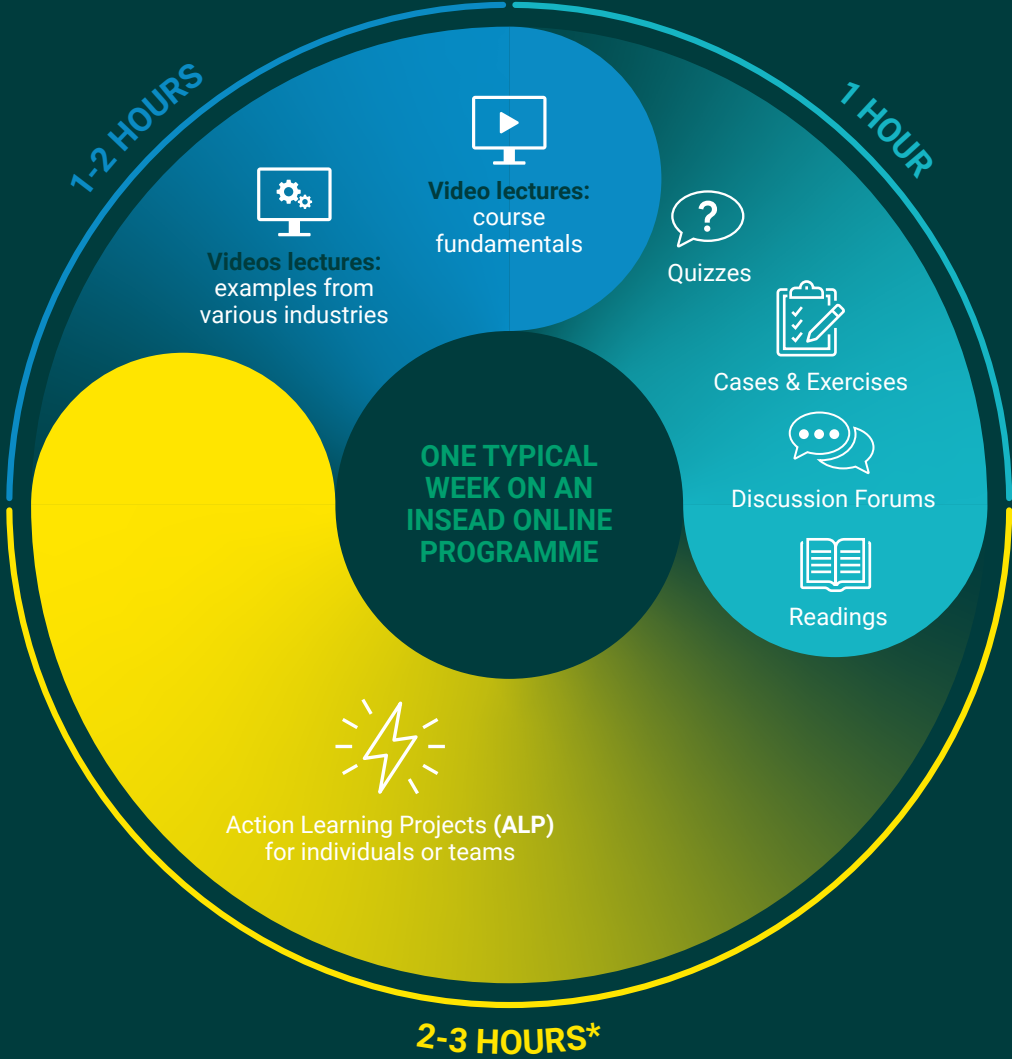 1-2 HOURS
1 HOUR
Video lectures:
course
fundamentals
Videos lectures:
examples from
various industries
?
Quizzes
Cases & Exercises
Discussion Forums
Readings
ONE TYPICAL
WEEK ON AN
INSEAD ONLINE
PROGRAMME
Action Learning Projects (ALP)
for individuals or teams
2-3 HOURS*